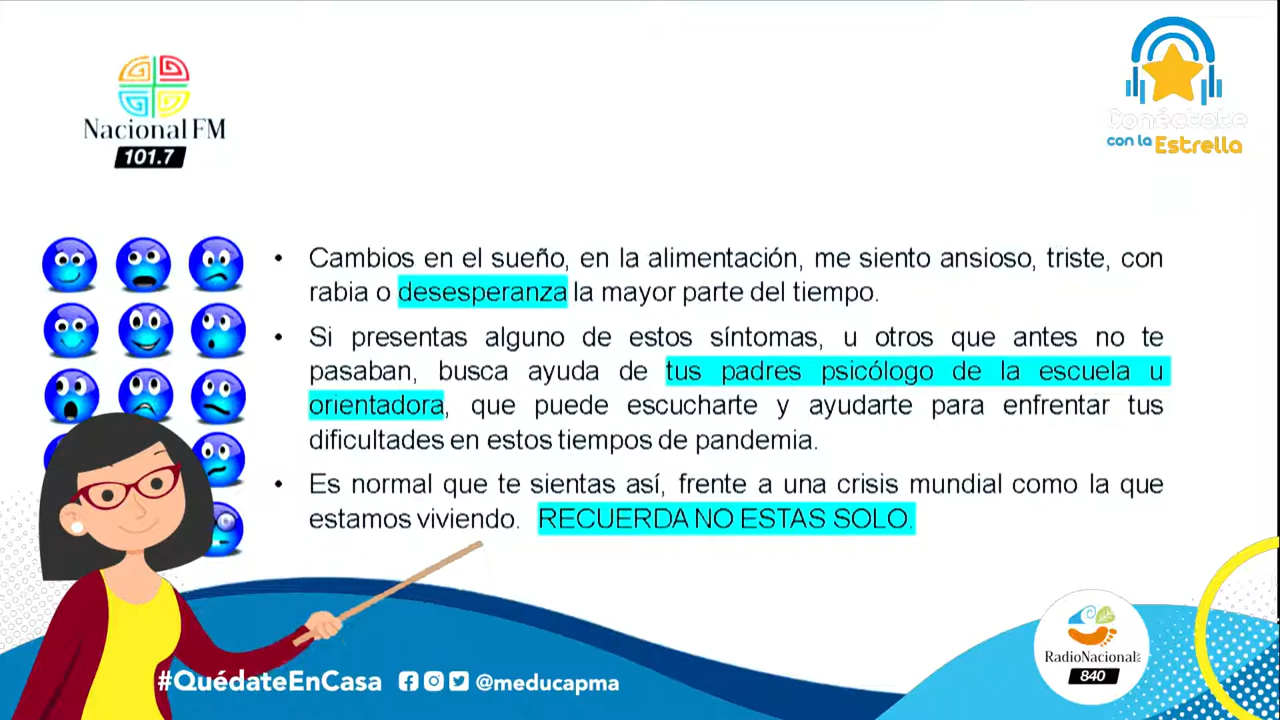 Nacional FM
101.7
Conéctate
con la Estrella
• Cambios en el sueño, en la alimentación, me siento ansioso, triste, con
rabia o desesperanza la mayor parte del tiempo.
• Si presentas alguno de estos síntomas, u otros que antes no te
pasaban, busca ayuda de tus padres psicólogo de la escuela u
orientadora, que puede escucharte y ayudarte para enfrentar tus
dificultades en estos tiempos de pandemia.
• Es normal que te sientas así, frente a una crisis mundial como la que
estamos viviendo. RECUERDA NO ESTAS SOLO.
#QuédateEnCasa @meducapma
RadioNacional
840